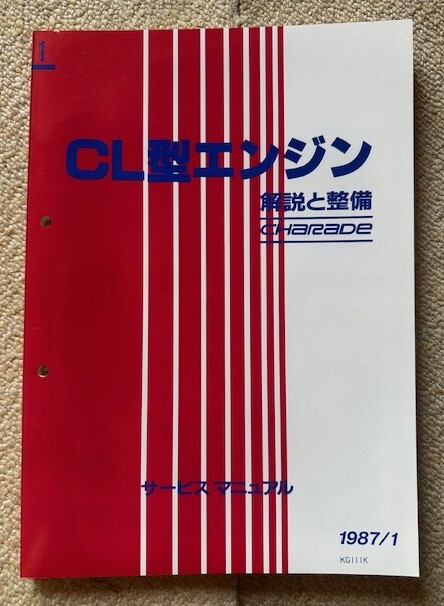 1
CL型エンジン
解説と整備
CHARADE
サービス マニュアル
1987/1
KG111K